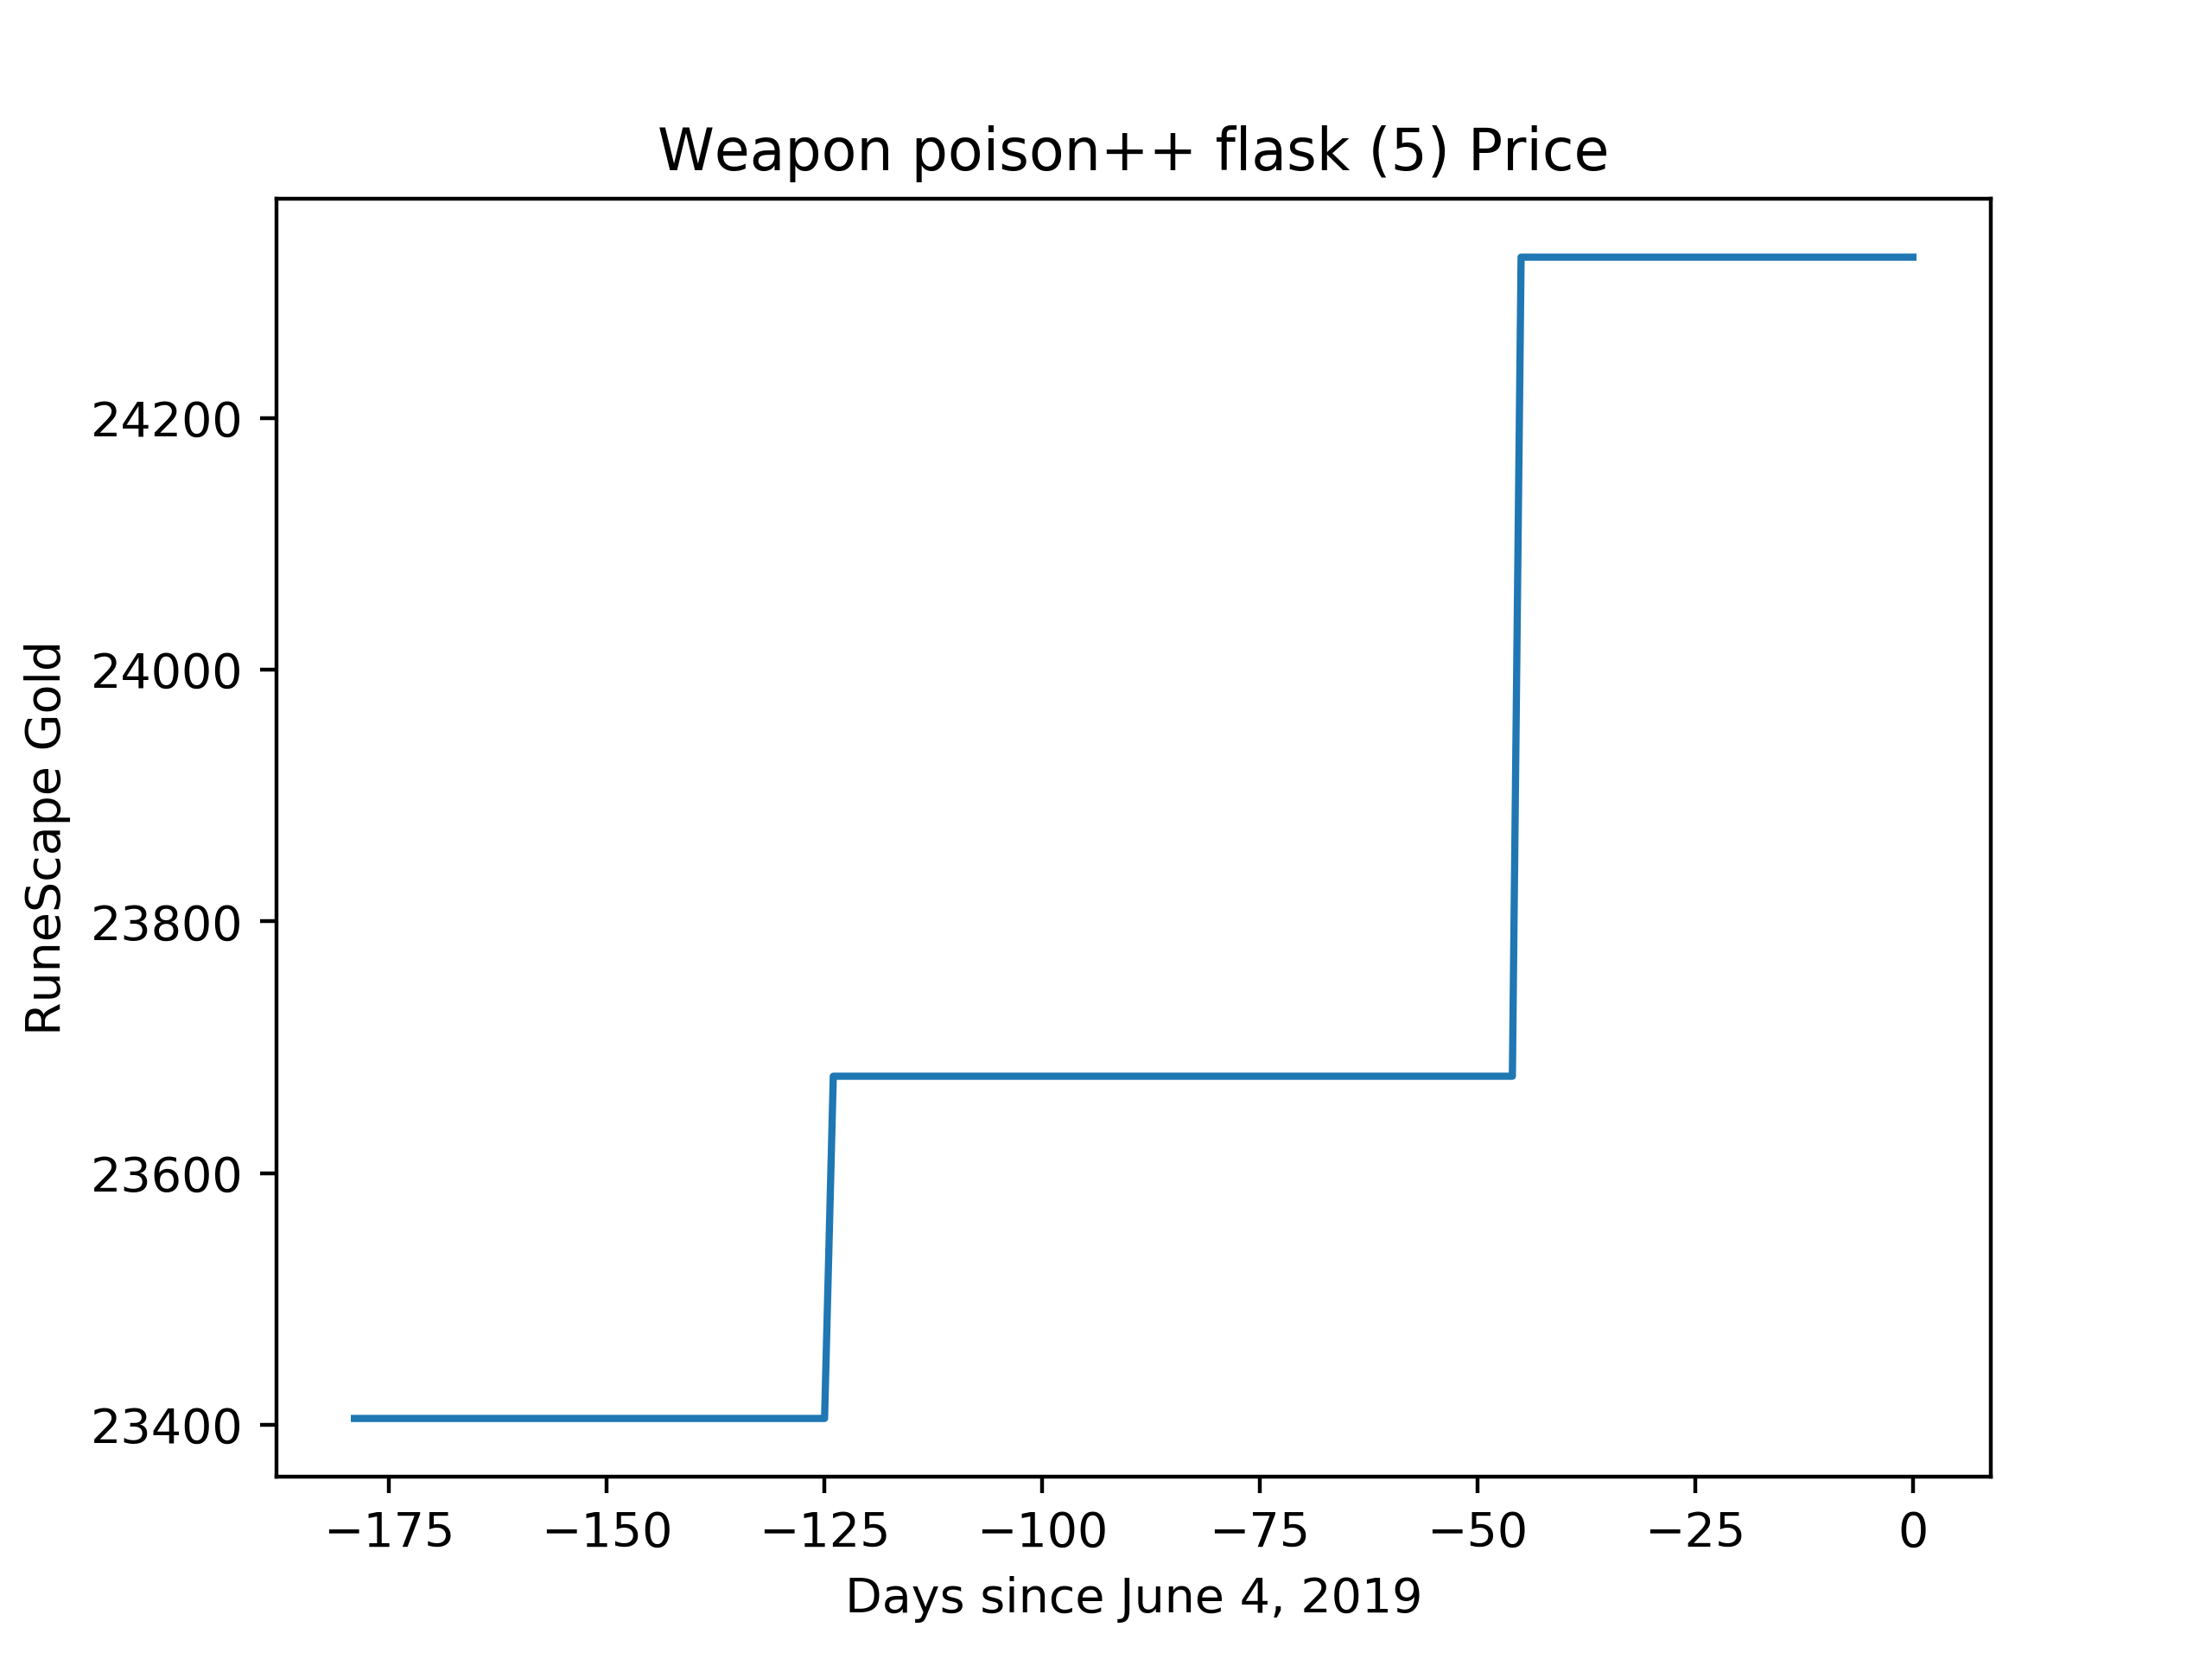 Weapon poison++ flask (5) Price
RuneScape Gold
24200
24000
23800
23600
23400
−175 −150 −125 −100 −75 −50 −25 0
Days since June 4, 2019